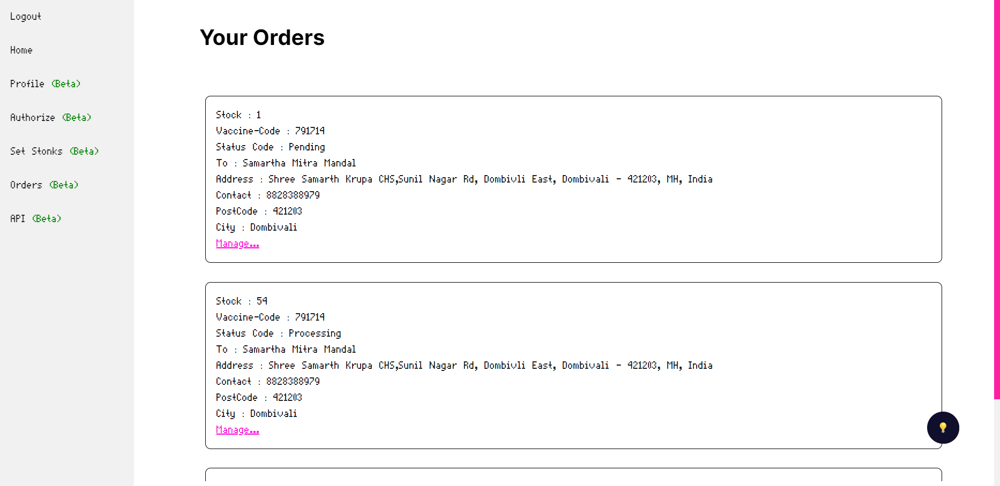 Logout
Home
Profile (Beta)
Authorize (Beta)
Set Stonks (Beta)
Orders (Beta)
API (Beta)
Your Orders
Stock : 1
Vaccine-Code : 791714
Status Code : Pending
To : Samartha Mitra Mandal
Address : Shree Samarth Krupa CHS,Sunil Nagar Rd, Dombivli East, Dombivali - 421203, MH, India
Contact : 8828388979
PostCode : 421203
City : Dombivali
Manage...
Stock : 54
Vaccine-Code : 791714
Status Code : Processing
To : Samartha Mitra Mandal
Address : Shree Samarth Krupa CHS,Sunil Nagar Rd, Dombivli East, Dombivali - 421203, MH, India
Contact : 8828388979
PostCode : 421203
City : Dombivali
Manage...